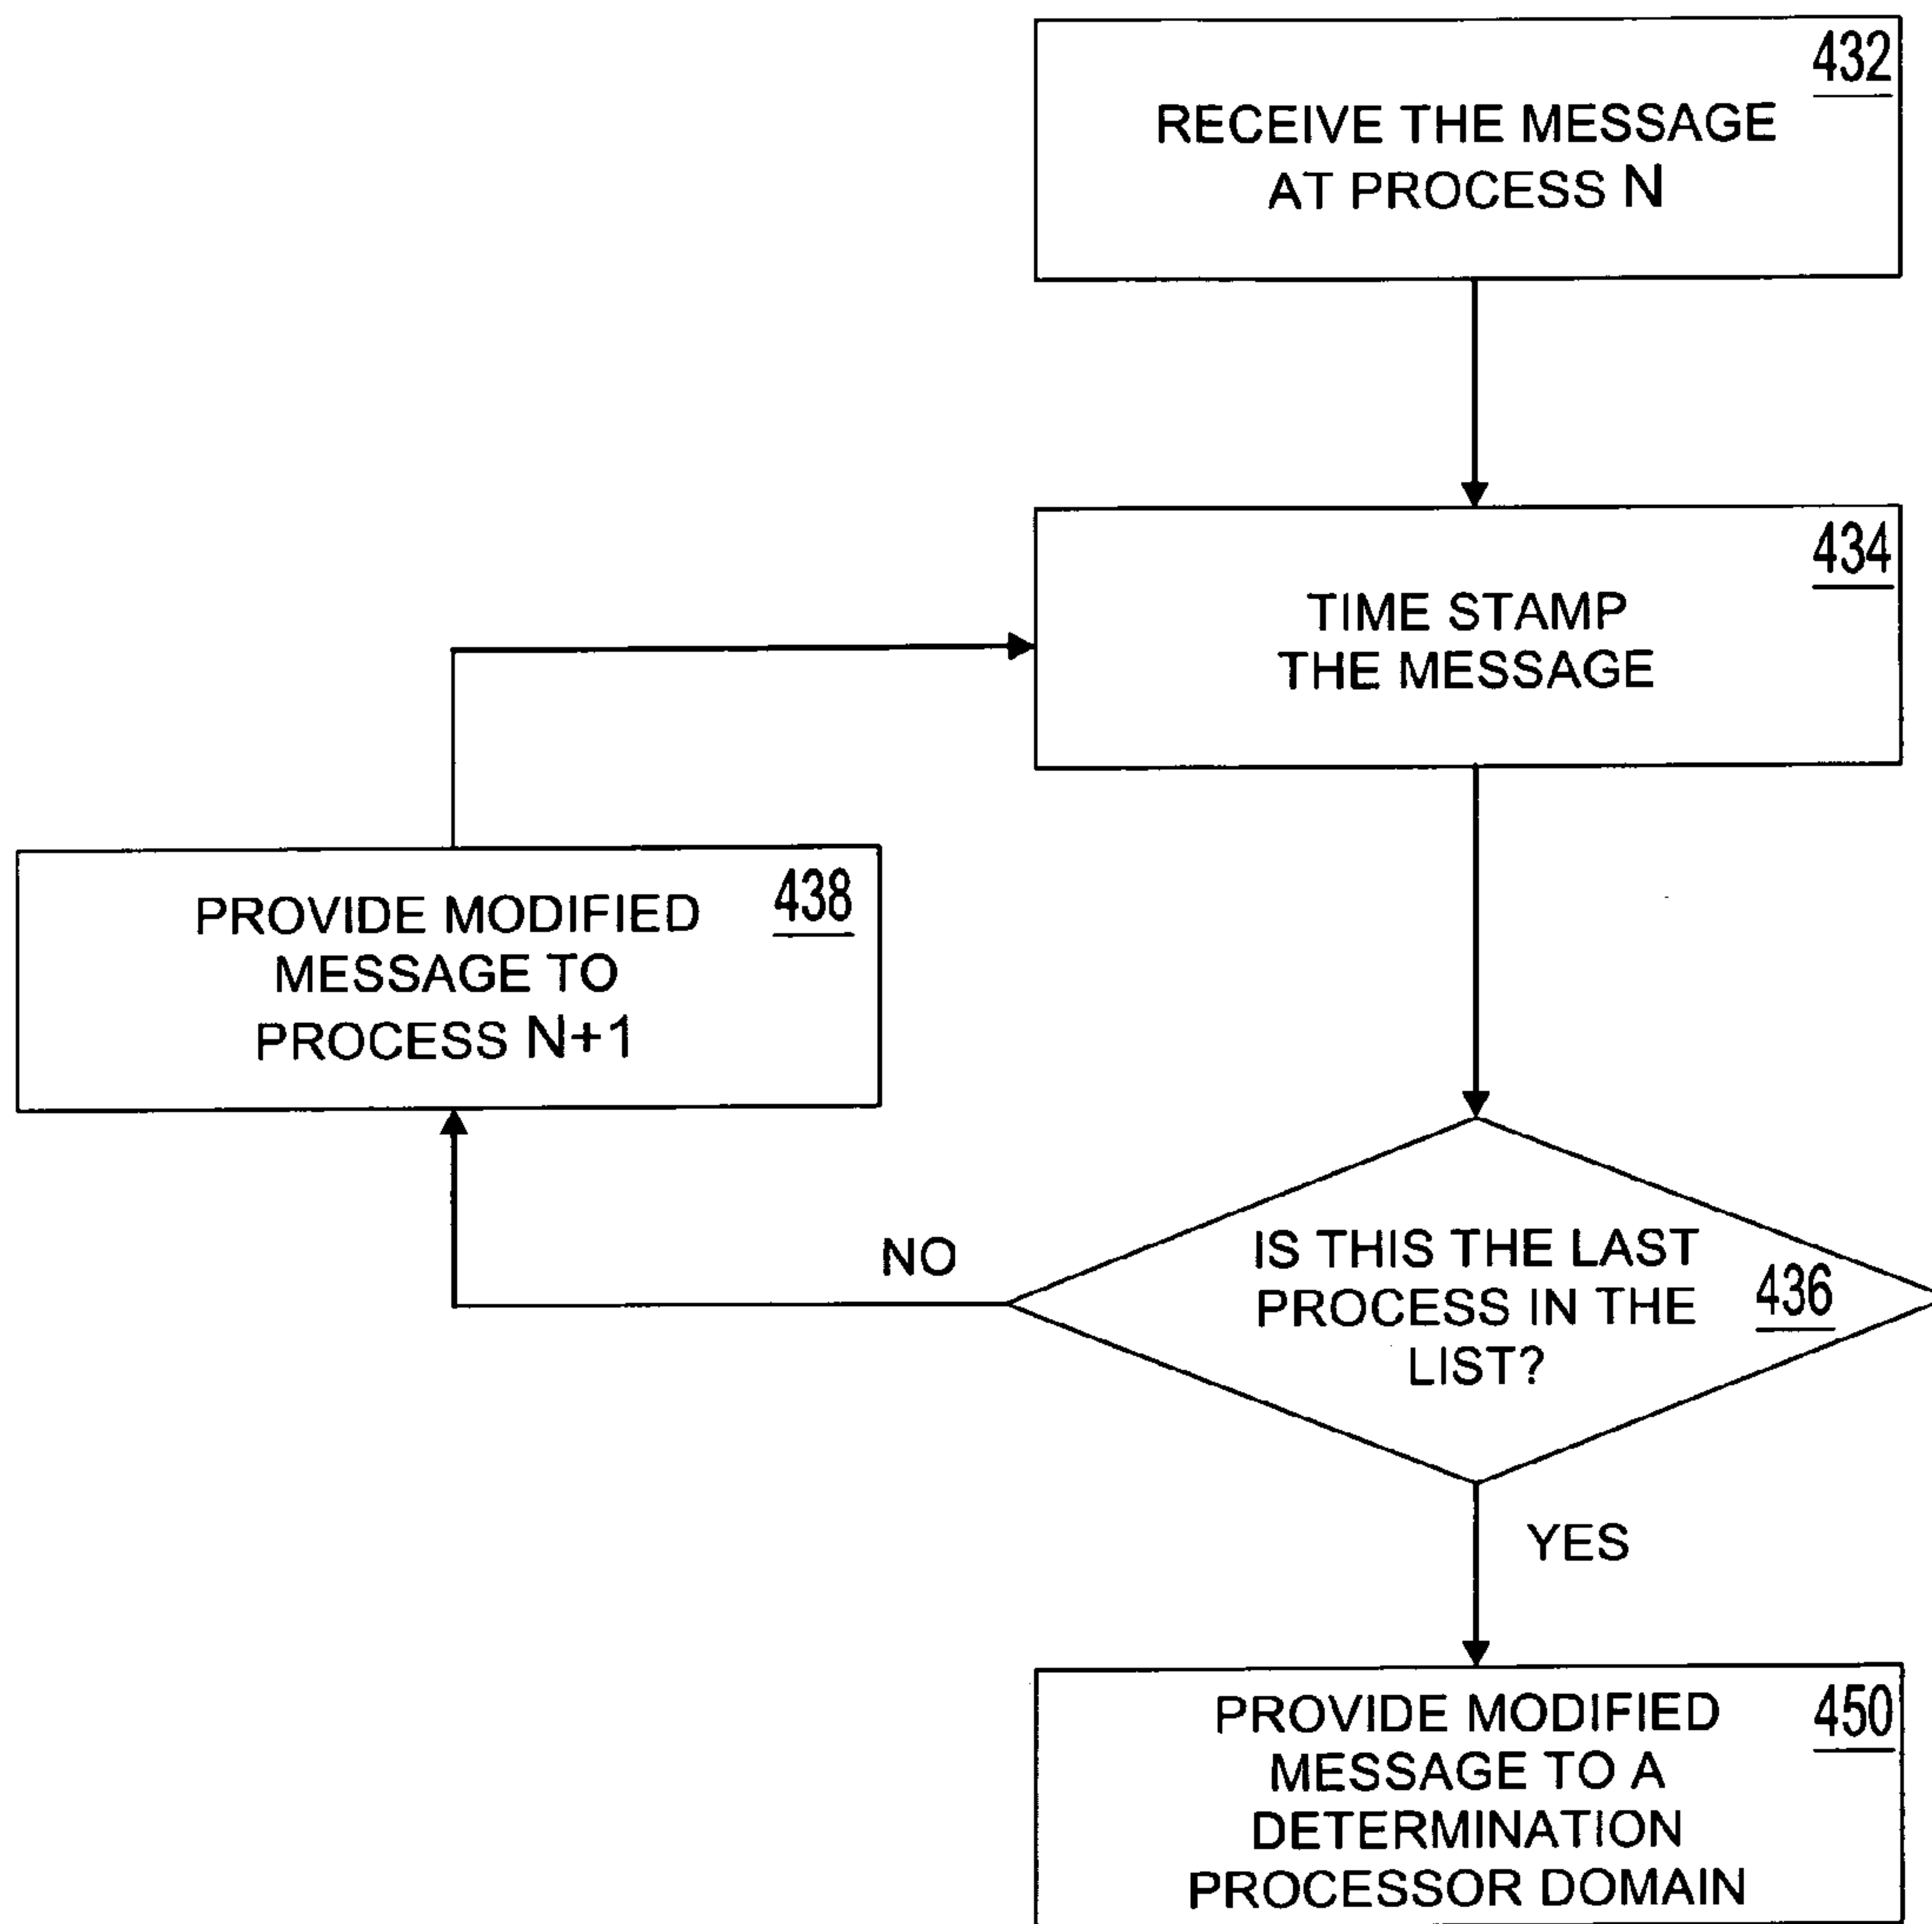 432
RECEIVE THE MESSAGE
AT PROCESS N
434
TIME STAMP
THE MESSAGE
438
PROVIDE MODIFIED
MESSAGE TO
PROCESS N+1
NO
IS THIS THE LAST
PROCESS IN THE
LIST?
436
YES
450
PROVIDE MODIFIED
MESSAGE TO A
DETERMINATION
PROCESSOR DOMAIN